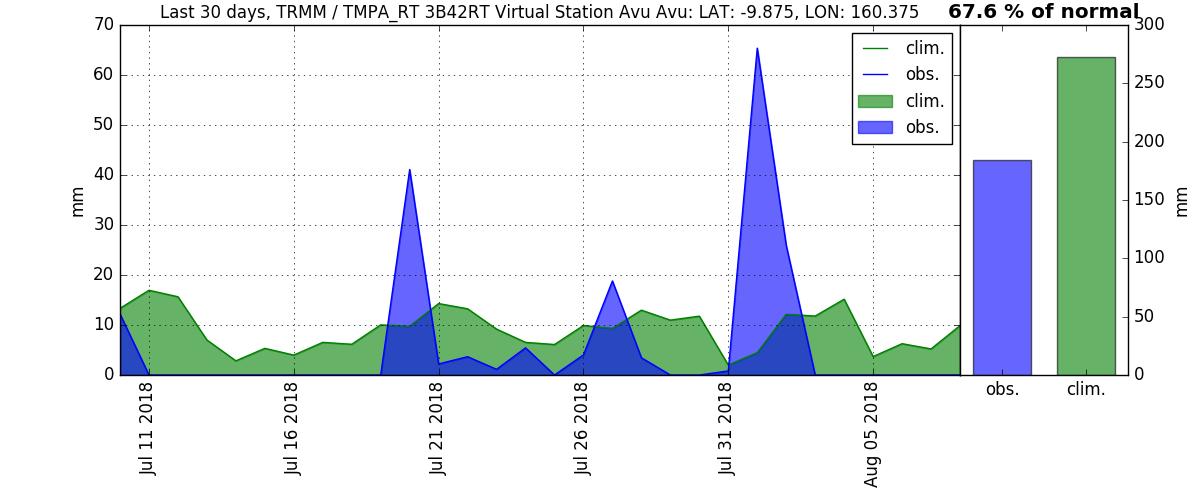 Last 30 days, TRMM / TMPA_RT 3B42RT Virtual Station Avu Avu: LAT: -9.875, LON: 160.375
67.6 % of normal
70
60
50
40
30
20
10
0
mm
clim.
obs.
clim.
obs.
Jul 11 2018
Jul 16 2018
Jul 21 2018
Jul 26 2018
Jul 31 2018
Aug 05 2018
300
250
200
150
100
50
0
mm
obs.
clim.